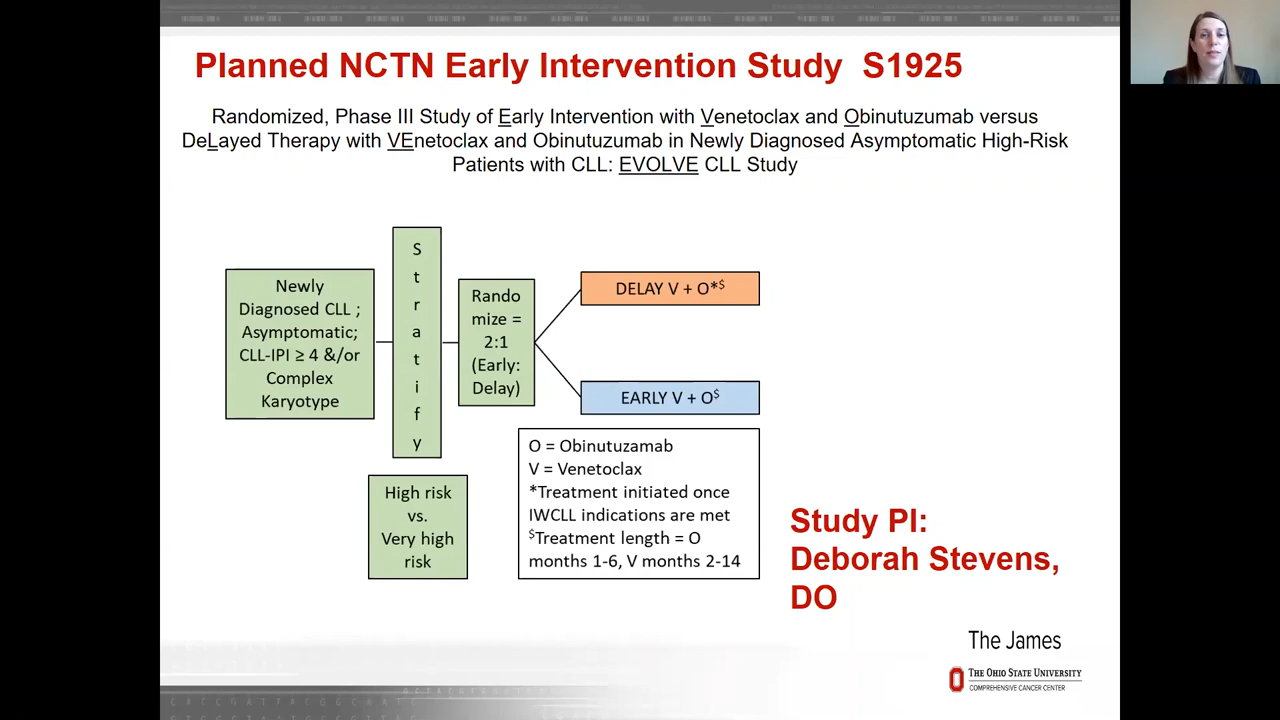 Planned NCTN Early Intervention Study S1925
Randomized, Phase III Study of Early Intervention with Venetoclax and Obinutuzumab versus
DeLayed Therapy with VEnetoclax and Obinutuzumab in Newly Diagnosed Asymptomatic High-Risk
Patients with CLL: EVOLVE CLL Study
Newly
Diagnosed CLL ;
Asymptomatic;
CLL-IPI ≥ 4 &/or
Complex
Karyotype
S
t
r
a
t
i
f
y
High risk
vs.
Very high
risk
Rando
mize =
2:1
(Early:
Delay)
DELAY V + O*$
EARLY V + O$
O = Obinutuzamab
V = Venetoclax
*Treatment initiated once
IWCLL indications are met
$Treatment length = O
months 1-6, V months 2-14
Study PI:
Deborah Stevens,
DO
The James
THE OHIO STATE UNIVERSITY
COMPREHENSIVE CANCER CENTER